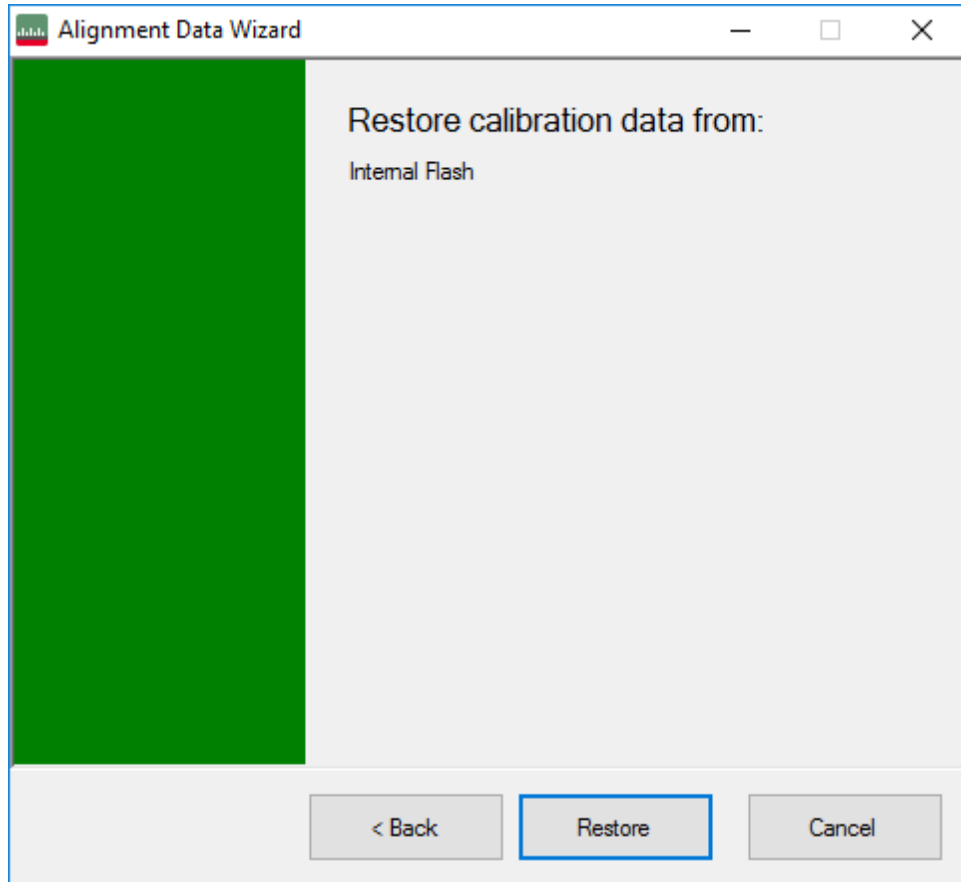 Alignment Data Wizard
Restore calibration data from:
Internal Flash
< Back
Restore
Cancel